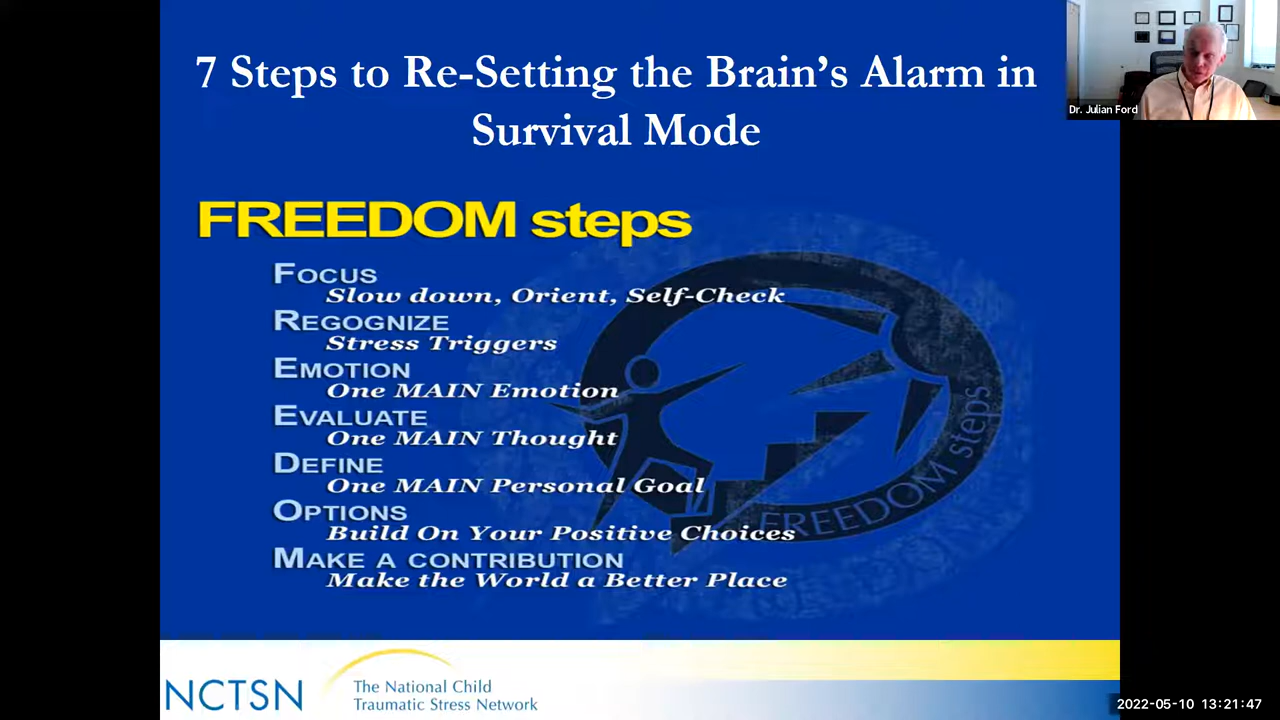 7 Steps to Re-Setting the Brain's Alarm in
Survival Mode
Dr. Julian Ford
FREEDOM steps
FOCUS
Slow down, Orient, Self-Check
REGOGNIZE
Stress Triggers
EMOTION
One MAIN Emotion
EVALUATE
One MAIN Thought
DEFINE
One MAIN Personal Goal
OPTIONS
Build On Your Positive Choices
MAKE A CONTRIBUTION
Make the World a Better Place
FREEDOM steps
NCTSN
The National Child
Traumatic Stress Network
2022-05-10 13:21:47